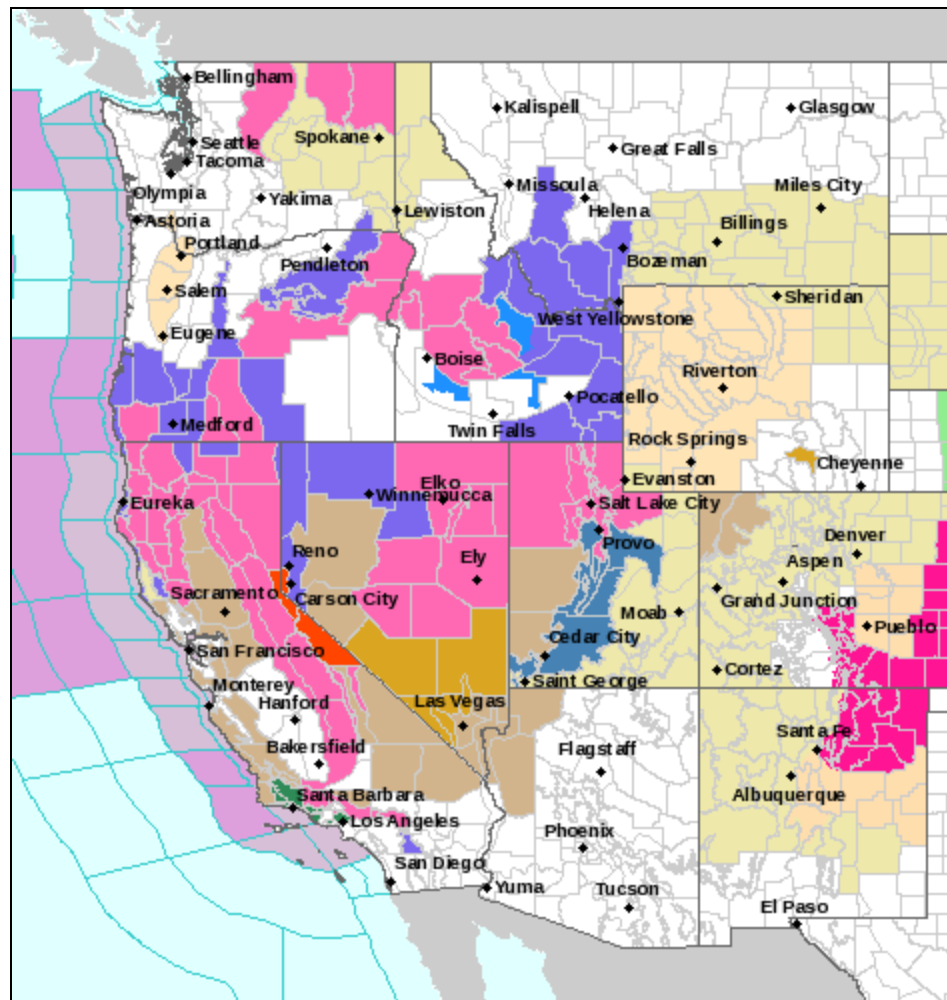 Bellingham
Kalispell
Glasgow
Seattle
Spokane
Great Falls
Tacoma
Missoula
Miles City
Olympia
Yakima
Helena
Astoria
Lewiston
Billings
Portland
Bozeman
Pendleton
Salem
Sheridan
West Yellowstone
Eugene
Boise
Riverton
Pocatello
Medford
Twin Falls
Rock Springs
Cheyenne
Elko
Evanston
Winnemucca
Eureka
Salt Lake City
Reno
Provo
Denver
Ely
Aspen
Sacramento
Carson City
Grand Junction
Moab
Pueblo
Cedar City
San Francisco
Cortez
Monterey
Saint George
Hanford
Las Vegas
Santa Fe
Bakersfield
Flagstaff
Santa Barbara
Albuquerque
Los Angeles
Phoenix
San Diego
Yuma
Tucson
El Paso